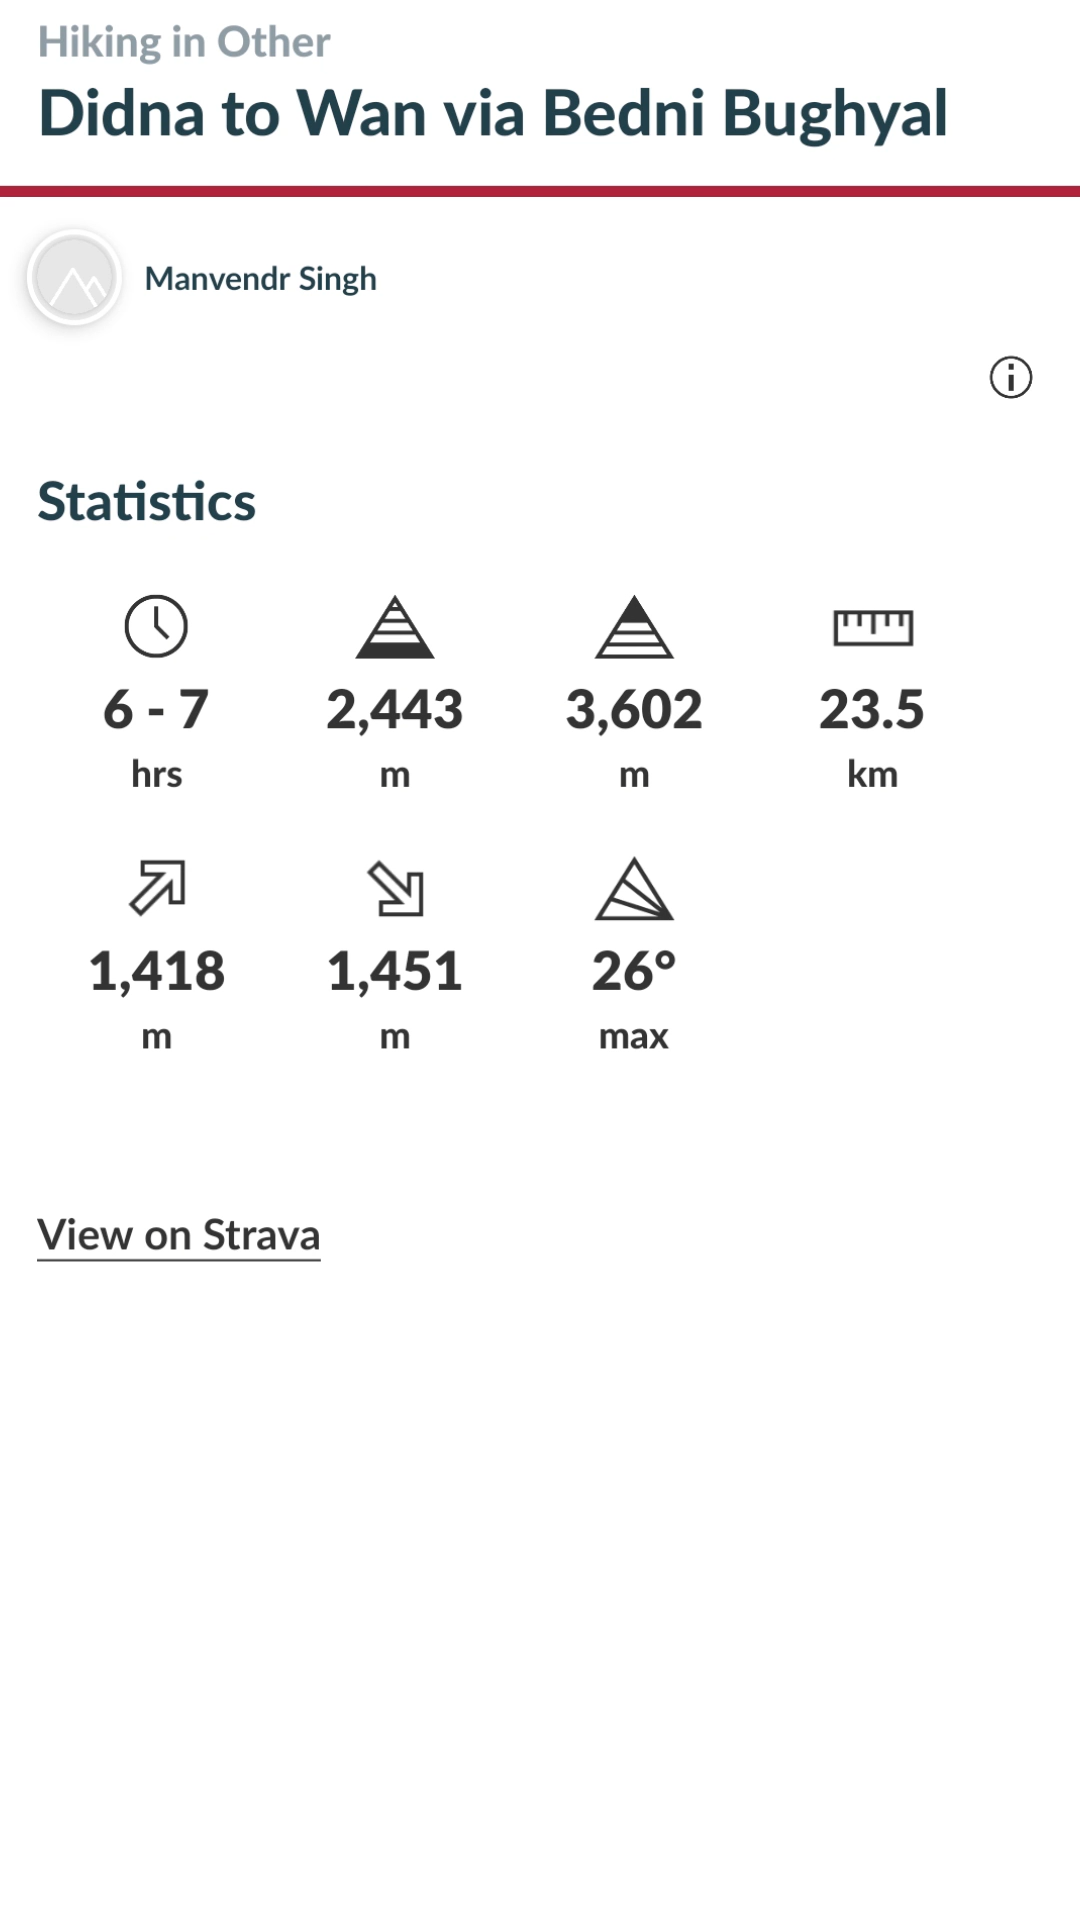 Hiking in Other
Didna to Wan via Bedni Bughyal
Manvendr Singh
Statistics
6 - 7 2,443 3,602 23.5
hrs m m km
1,418 1,451 26°
m m max
View on Strava